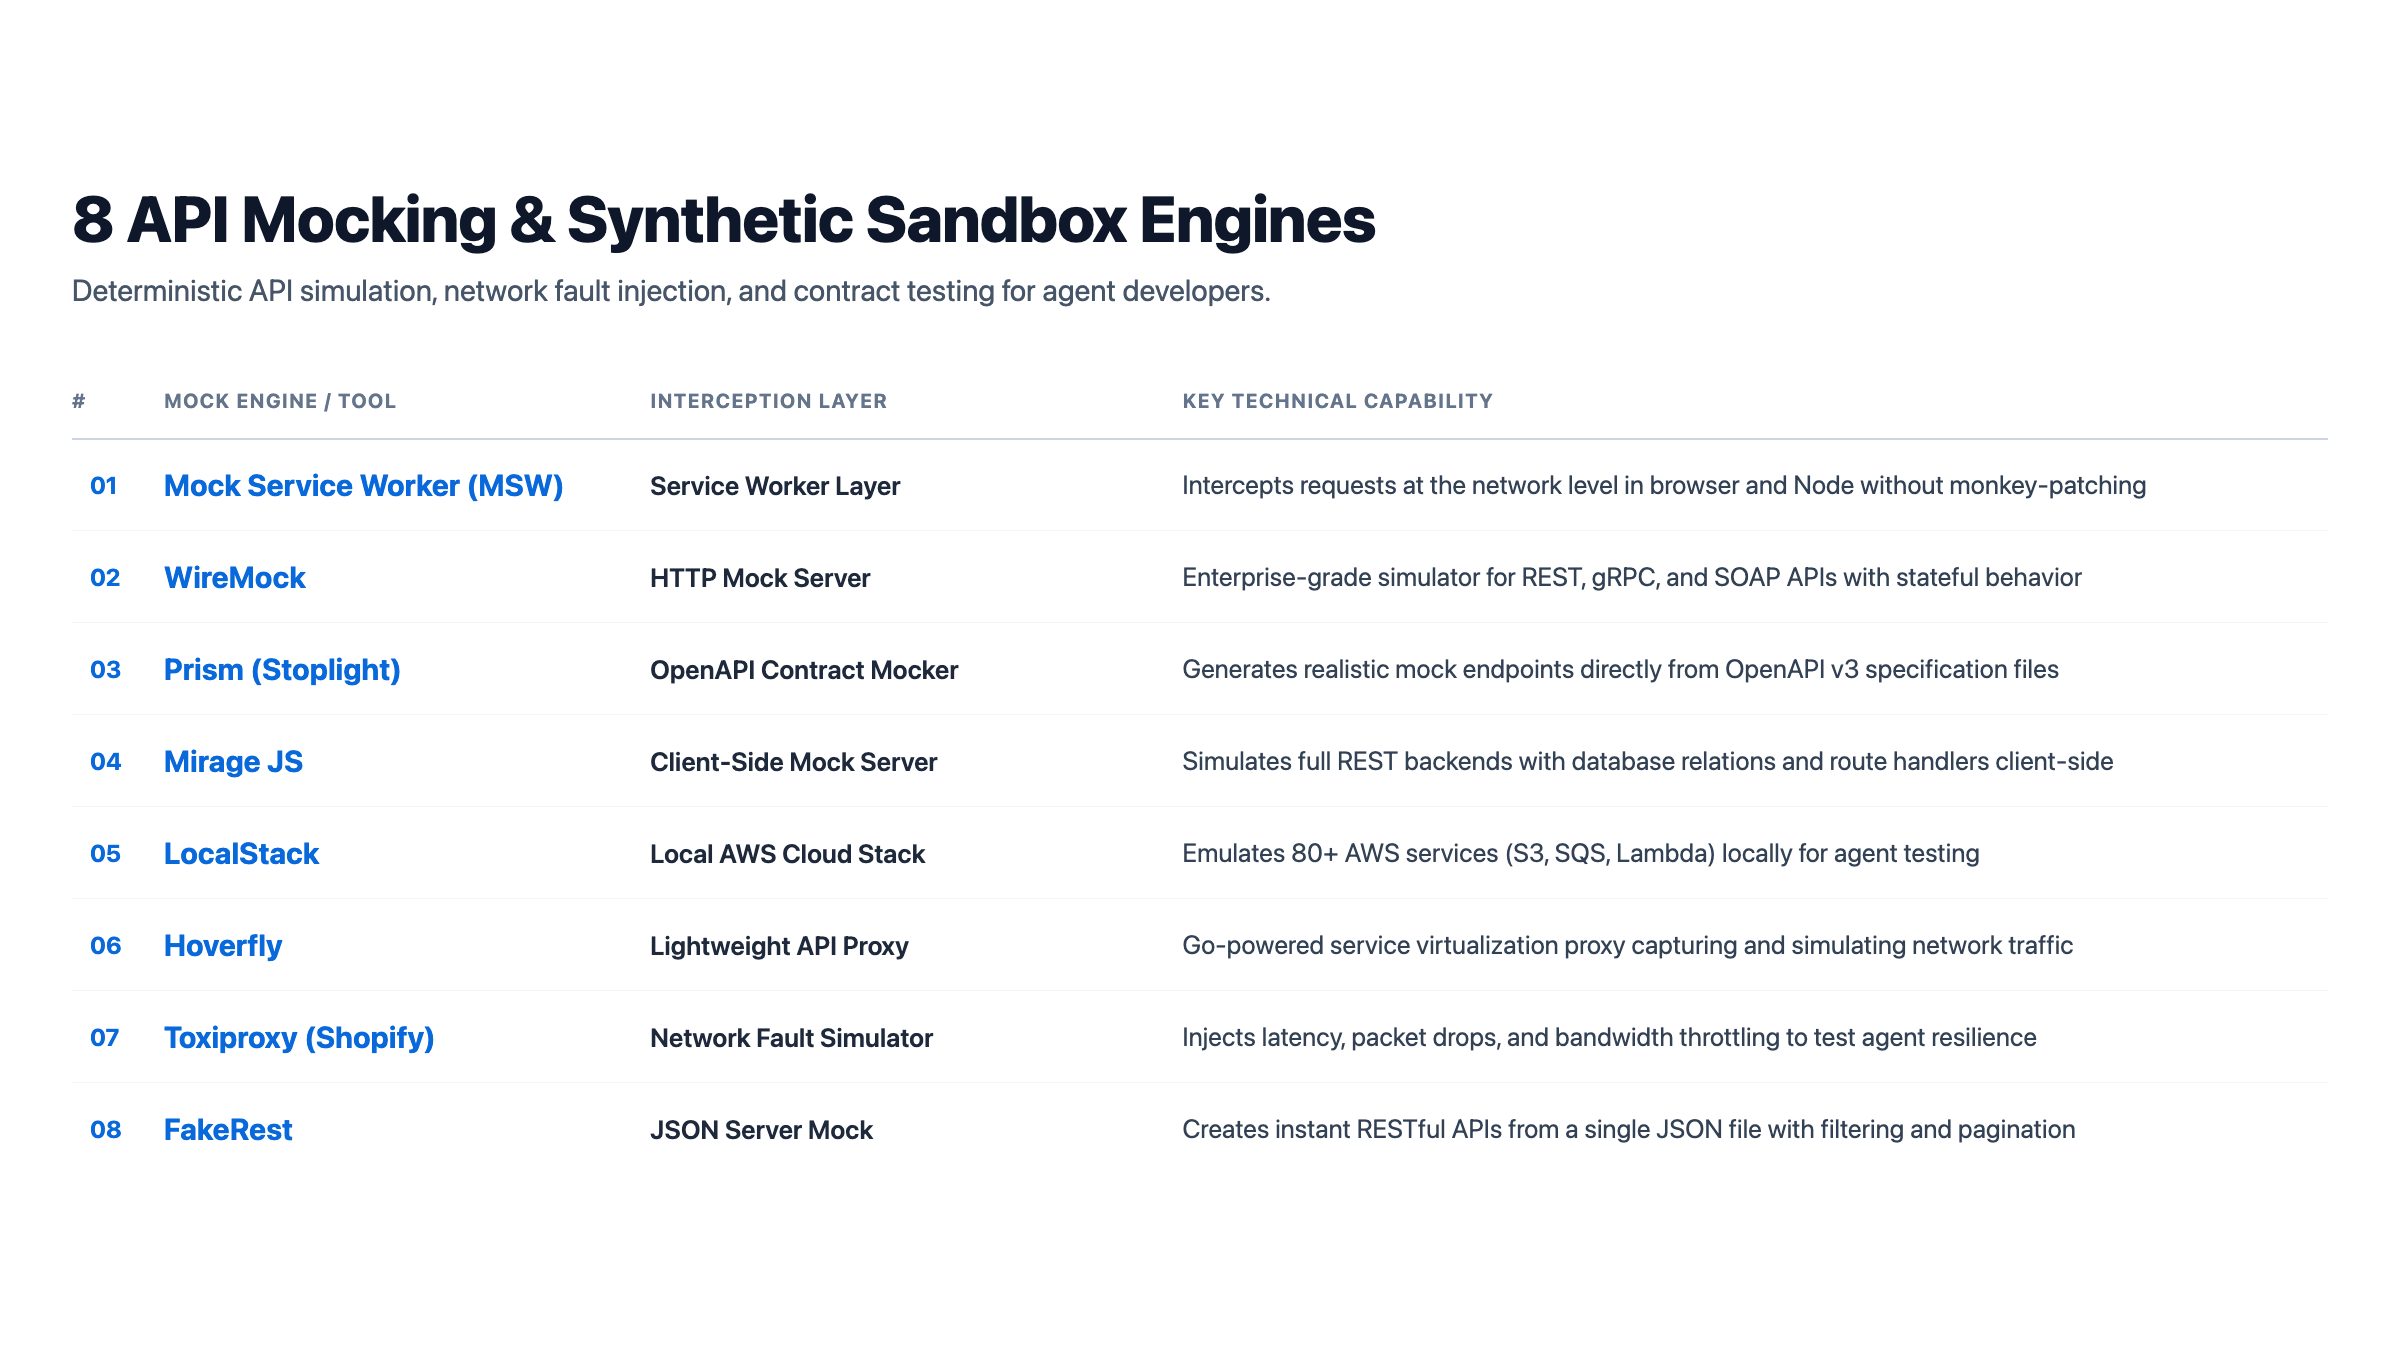 8 API Mocking & Synthetic Sandbox Engines
Deterministic API simulation, network fault injection, and contract testing for agent developers.
# MOCK ENGINE / TOOL INTERCEPTION LAYER KEY TECHNICAL CAPABILITY
01 Mock Service Worker (MSW) Service Worker Layer Intercepts requests at the network level in browser and Node without monkey-patching
02 WireMock HTTP Mock Server Enterprise-grade simulator for REST, gRPC, and SOAP APIs with stateful behavior
03 Prism (Stoplight) OpenAPI Contract Mocker Generates realistic mock endpoints directly from OpenAPI v3 specification files
04 Mirage JS Client-Side Mock Server Simulates full REST backends with database relations and route handlers client-side
05 LocalStack Local AWS Cloud Stack Emulates 80+ AWS services (S3, SQS, Lambda) locally for agent testing
06 Hoverfly Lightweight API Proxy Go-powered service virtualization proxy capturing and simulating network traffic
07 Toxiproxy (Shopify) Network Fault Simulator Injects latency, packet drops, and bandwidth throttling to test agent resilience
08 FakeRest JSON Server Mock Creates instant RESTful APIs from a single JSON file with filtering and pagination